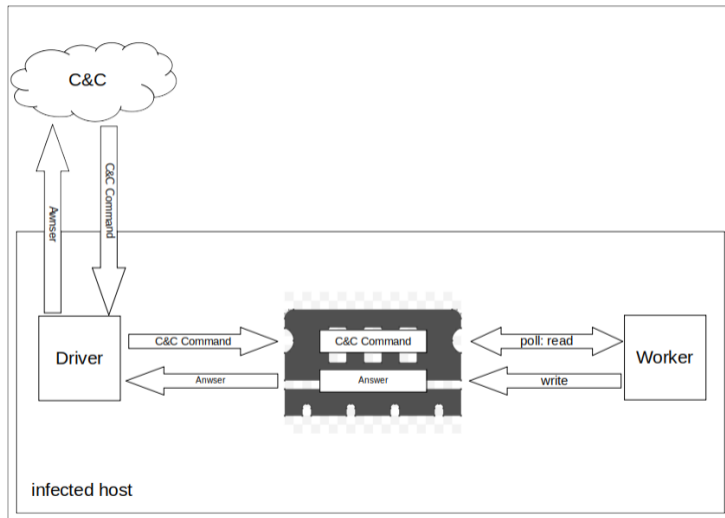 C&C
Awnser
C&C Command
Driver
C&C Command
Anwser
C&C Command
Answer
poll: read
write
Worker
infected host